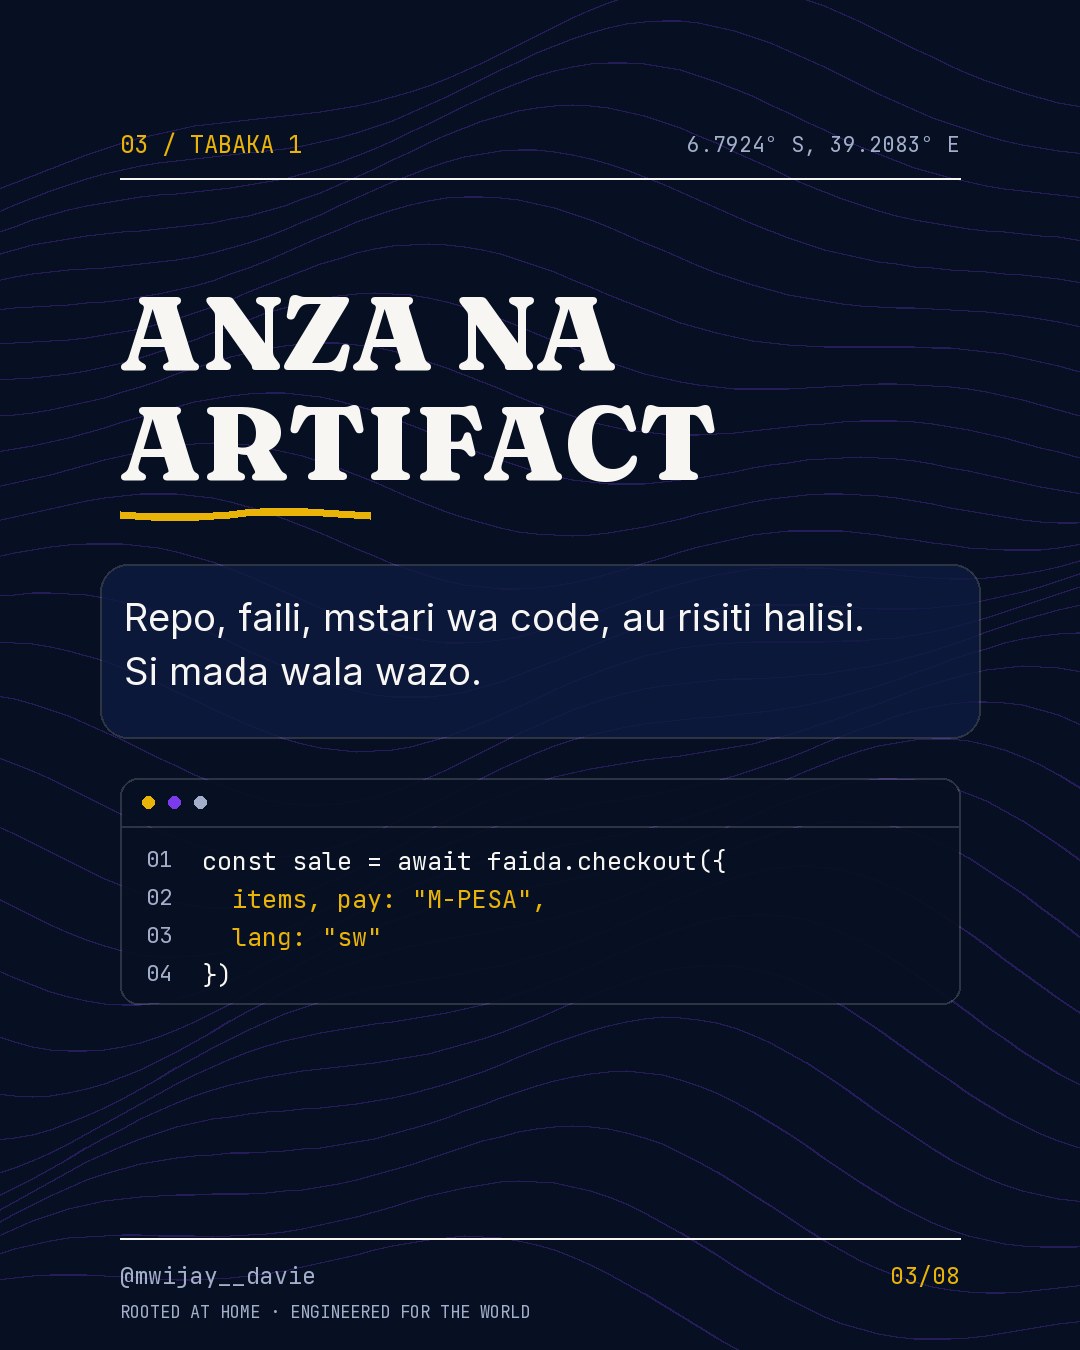 03 / TABAKA 1
6.7924° S, 39.2083° E
ANZA NA
ARTIFACT
Repo, faili, mstari wa code, au risiti halisi.
Si mada wala wazo.
01 const sale = await faida.checkout({
02   items, pay: "M-PESA",
03   lang: "sw"
04 })
@mwijay__davie
03/08
ROOTED AT HOME · ENGINEERED FOR THE WORLD